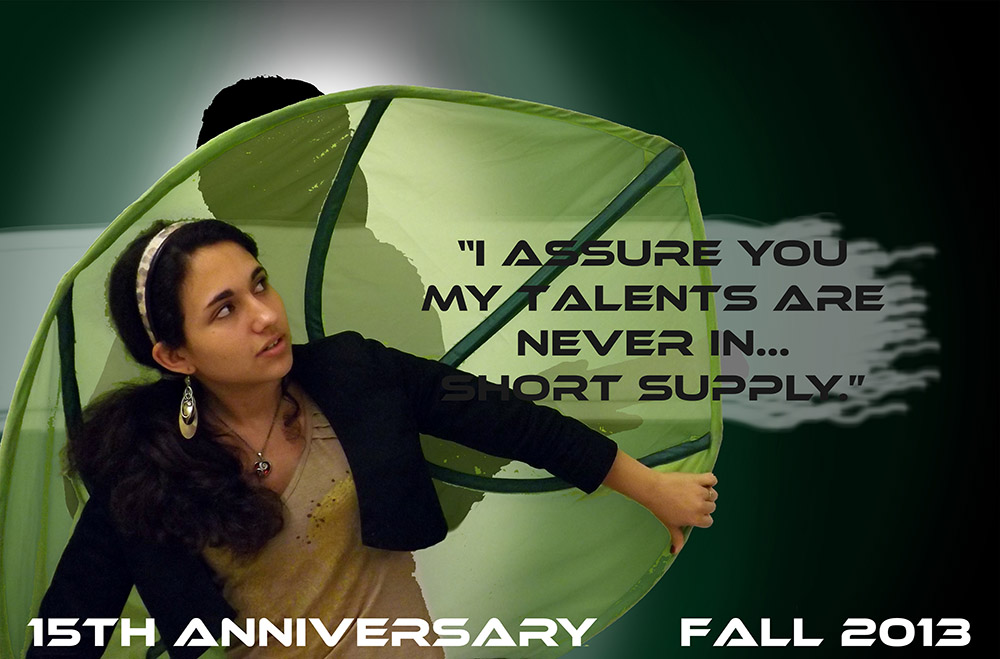 "I ASSURE YOU
MY TALENTS ARE
NEVER IN...
SHORT SUPPLY."
15TH ANNIVERSARY FALL 2013